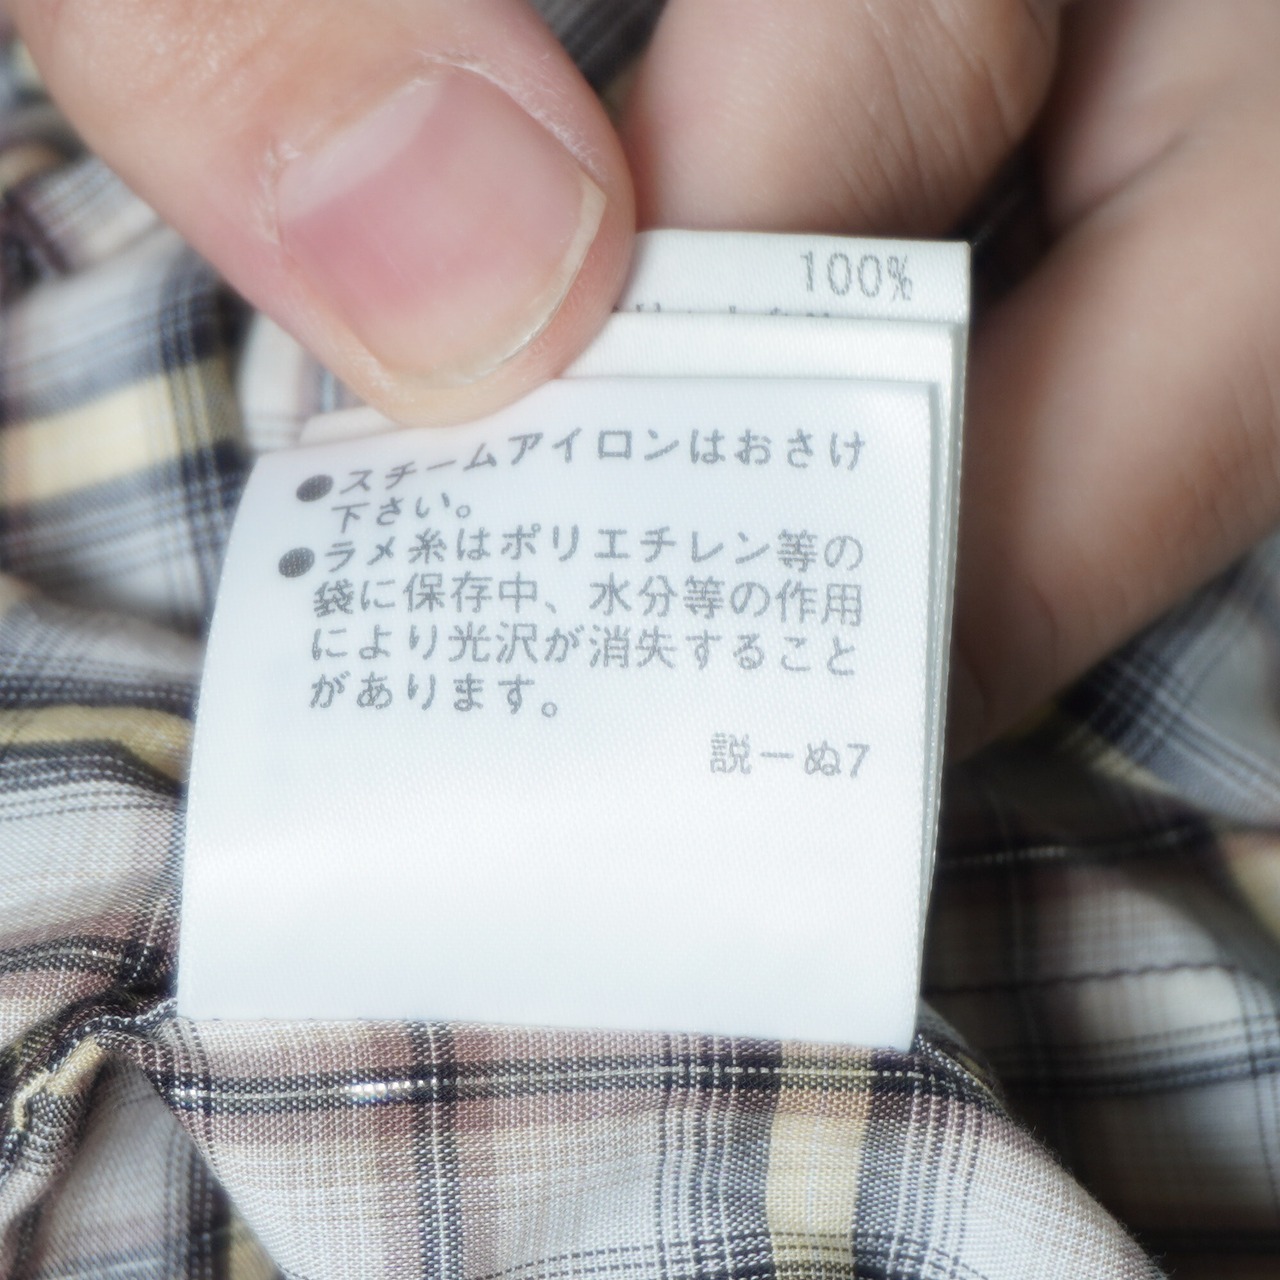 100%
●スチームアイロンはおさけ
下さい。
●ラメ糸はポリエチレン等の
袋に保存中、水分等の作用
により光沢が消失すること
があります。
説ーぬ7